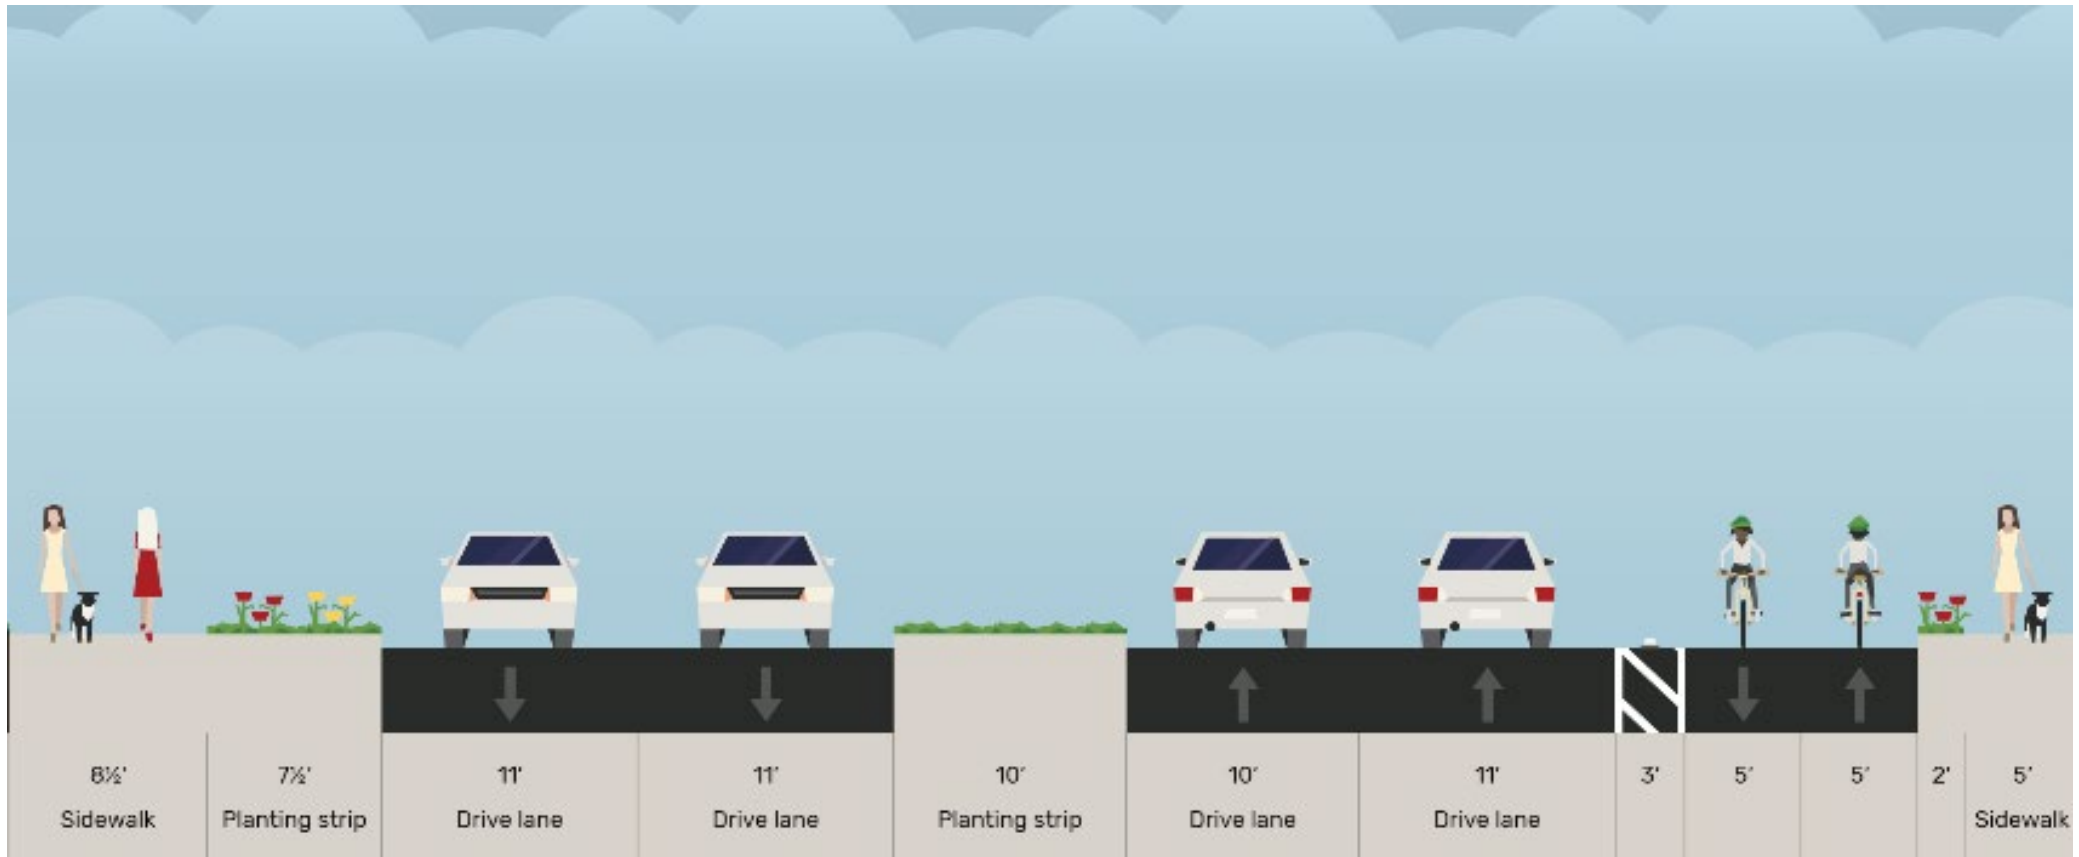 8½' 7½' 11' 11' 10' 10' 11' 3' 5' 5' 2' 5'
Sidewalk Planting strip Drive lane Drive lane Planting strip Drive lane Drive lane Sidewalk